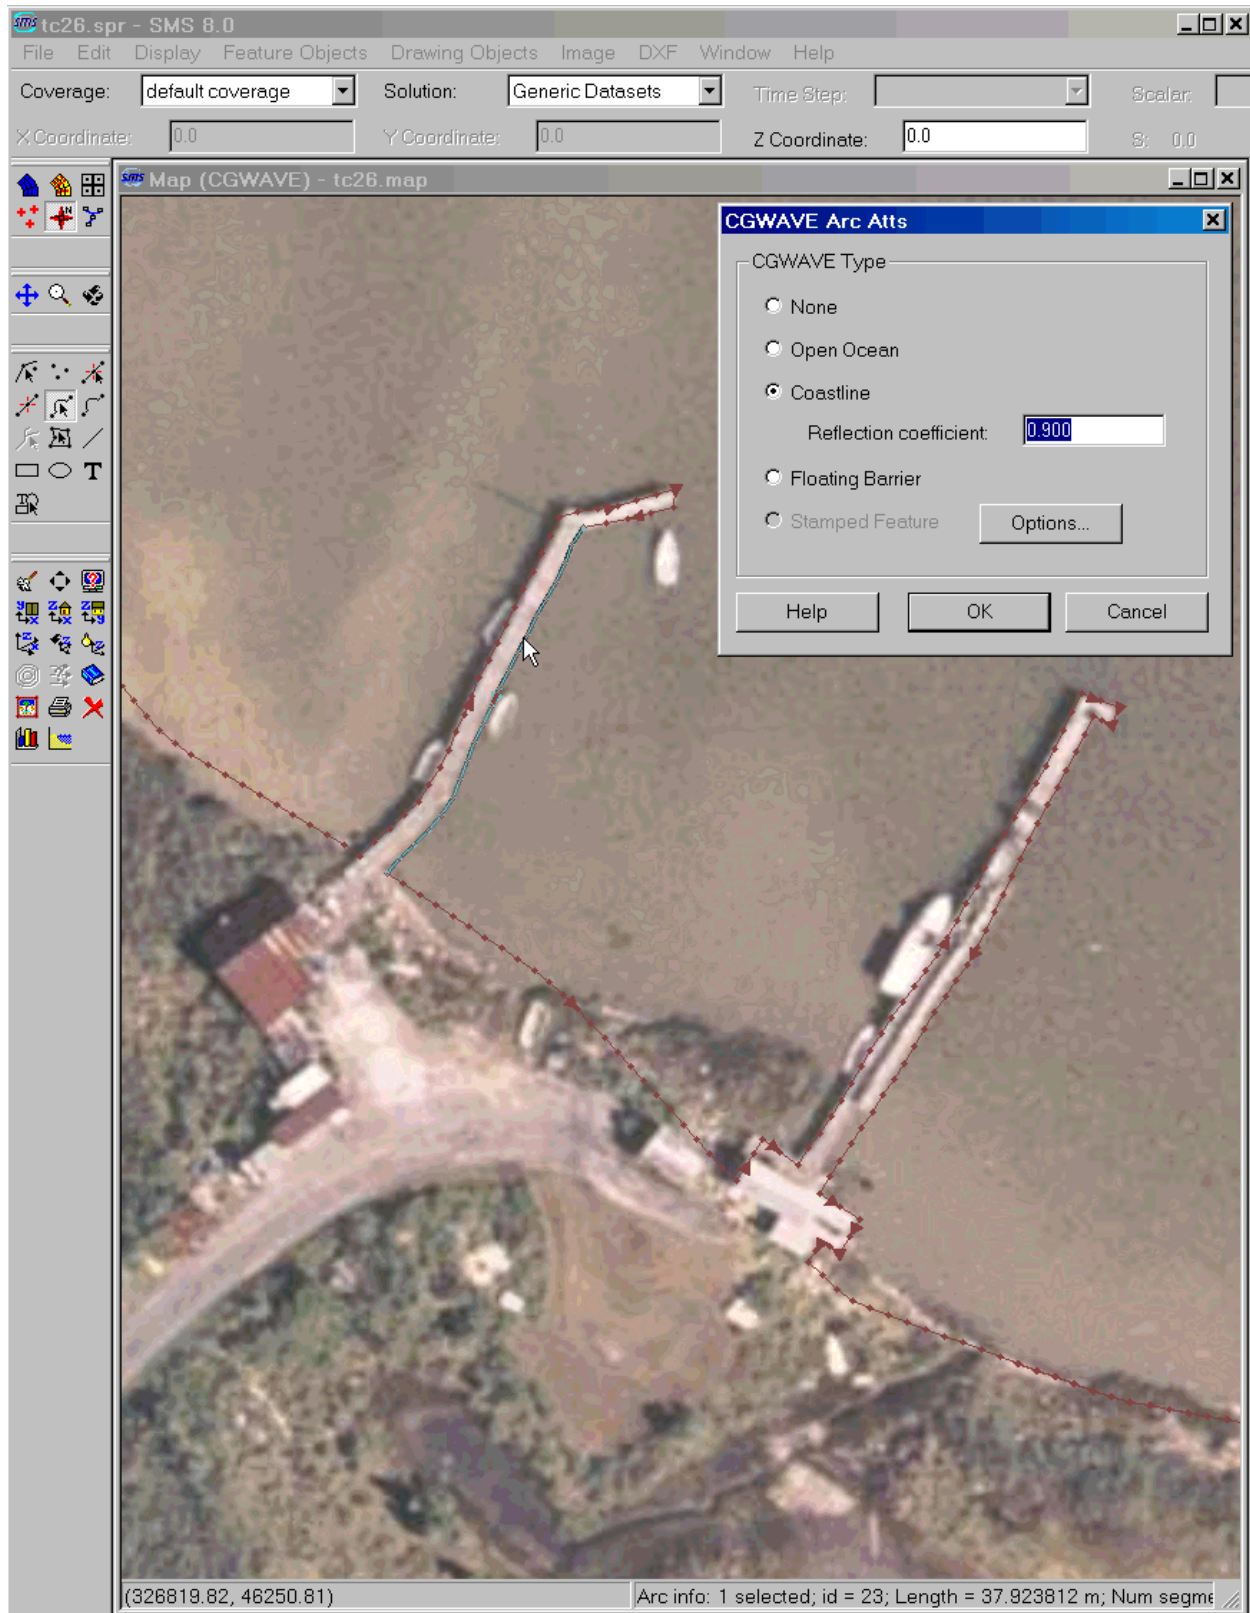 sms tc26.spr - SMS 8.0
File Edit Display Feature Objects Drawing Objects Image DXF Window Help
Coverage: default coverage Solution: Generic Datasets Time Step: Scalar:
X Coordinate: 0.0 Y Coordinate: 0.0 Z Coordinate: 0.0 S: 0.0
sms Map (CGWAVE) - tc26.map
CGWAVE Arc Atts
CGWAVE Type
None
Open Ocean
Coastline
Reflection coefficient: 0.900
Floating Barrier
Stamped Feature Options...
Help OK Cancel
T
(326819.82, 46250.81) Arc info: 1 selected; id = 23; Length = 37.923812 m; Num segme